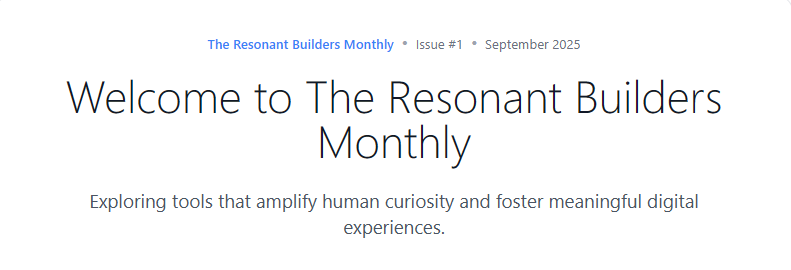 The Resonant Builders Monthly • Issue #1 • September 2025
Welcome to The Resonant Builders
Monthly
Exploring tools that amplify human curiosity and foster meaningful digital
experiences.